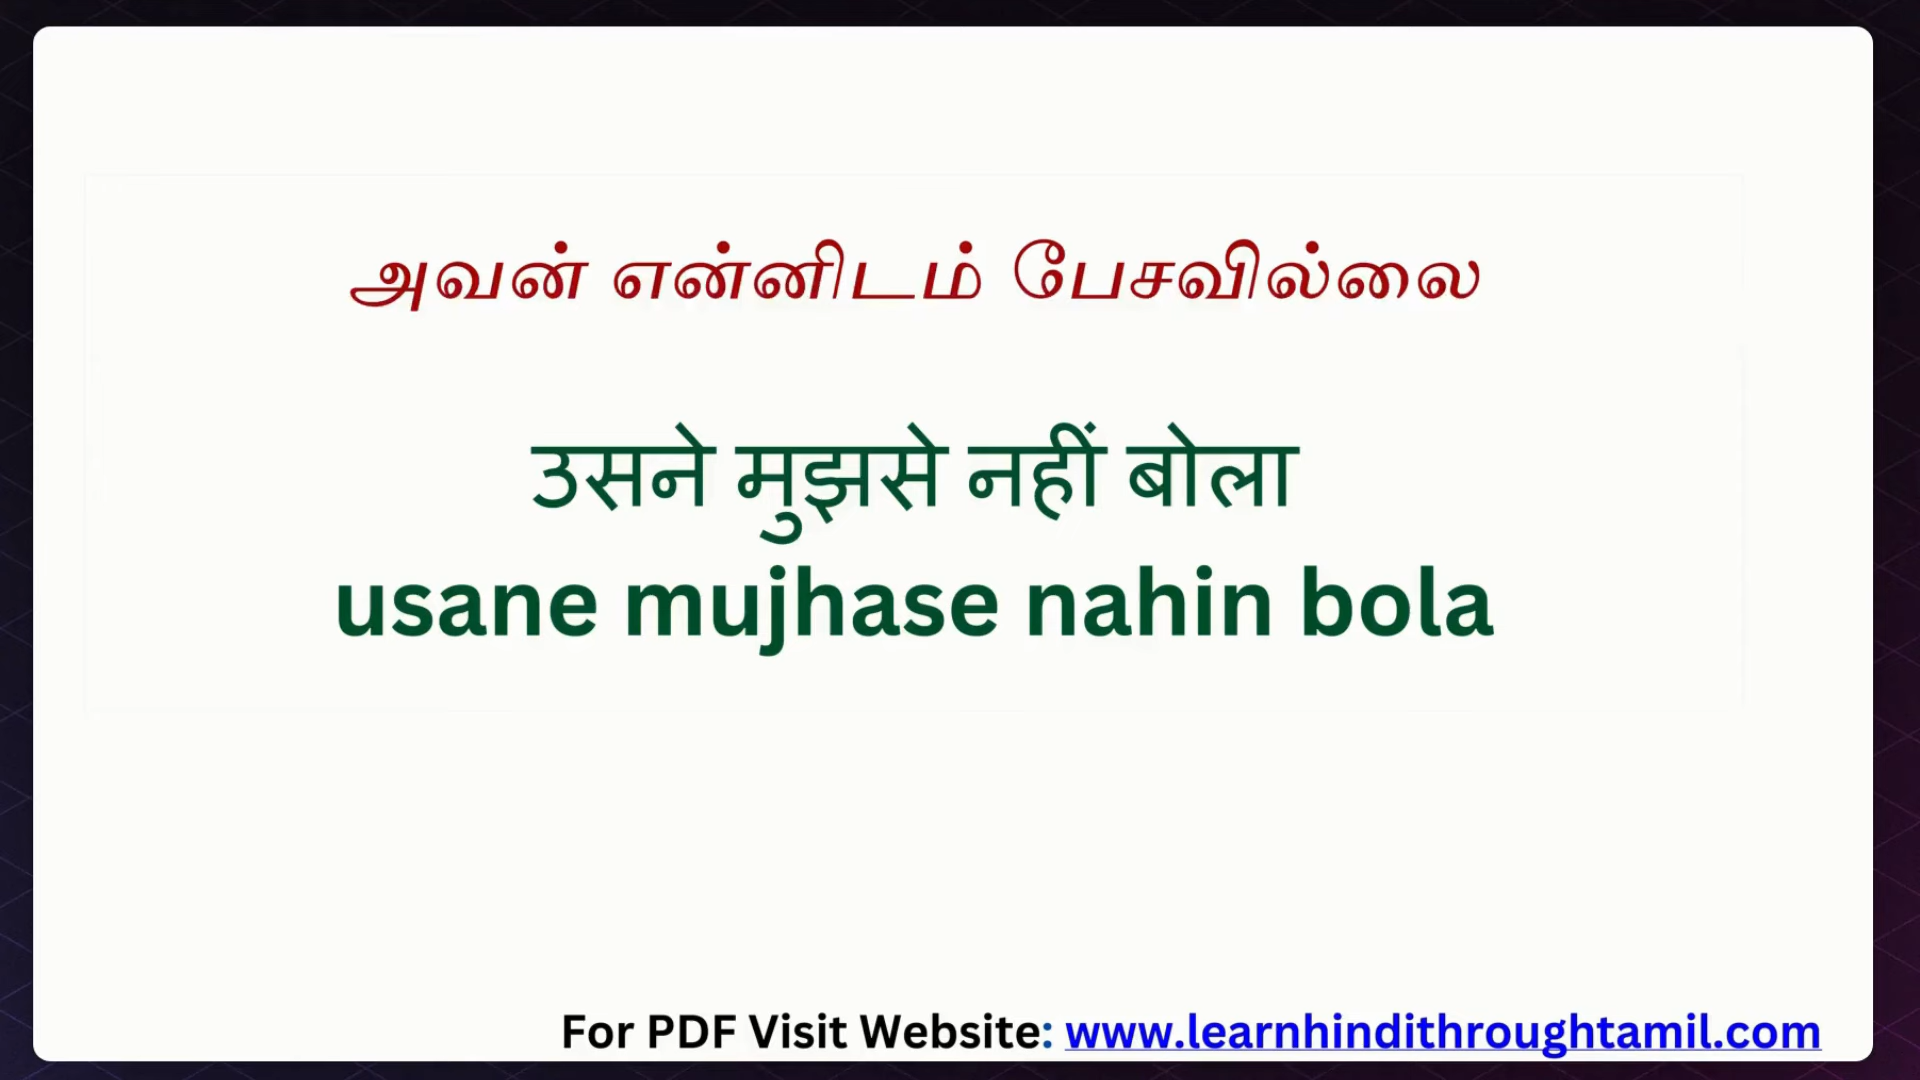 அவன் என்னிடம் பேசவில்லை
उसने मुझसे नहीं बोला
usane mujhase nahin bola
For PDF Visit Website: www.learnhindithroughtamil.com